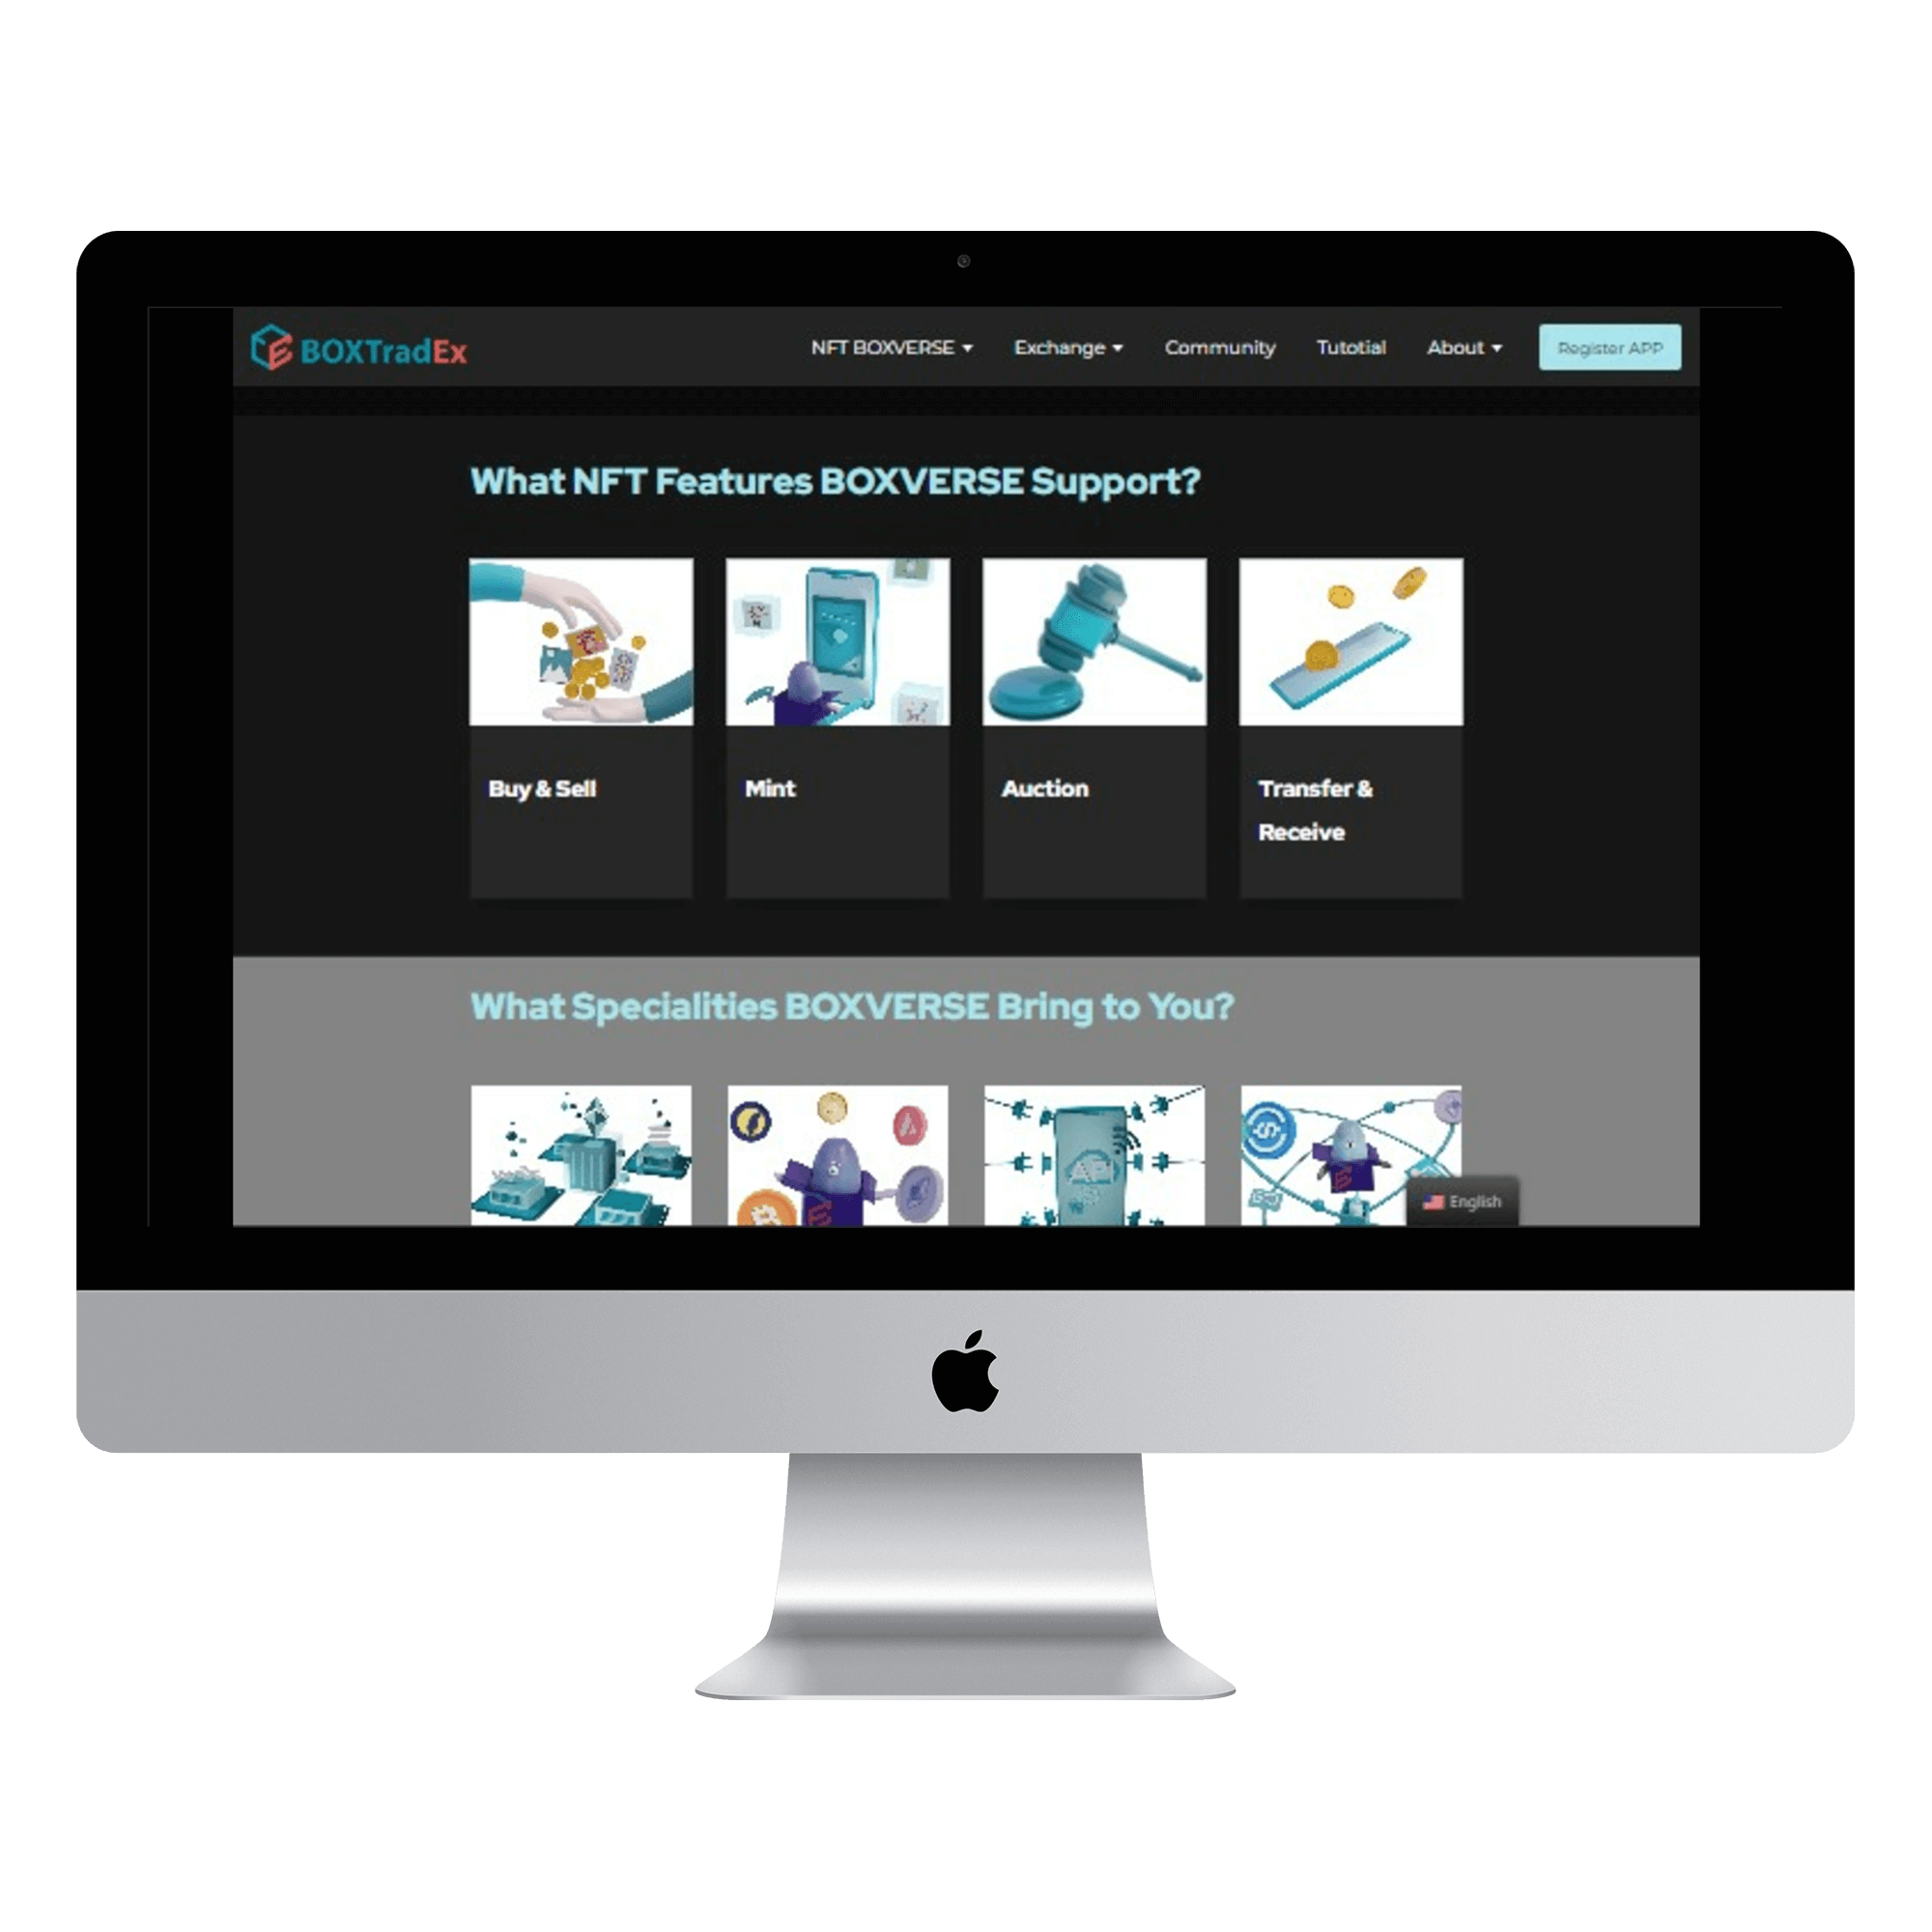 BOXTradEx
NFT BOXVERSE
Exchange
Community
Tutotial
About
Register APP
What NFT Features BOXVERSE Support?
Buy & Sell
Mint
Auction
Transfer &
Receive
What Specialities BOXVERSE Bring to You?
API
English